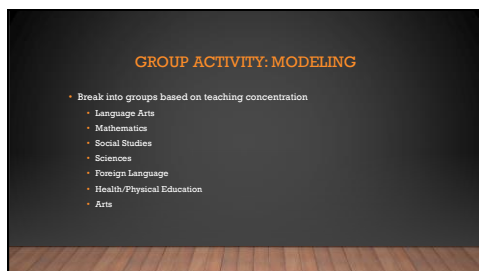 GROUP ACTIVITY: MODELING
• Break into groups based on teaching concentration
• Language Arts
• Mathematics
• Social Studies
• Sciences
• Foreign Language
• Health/Physical Education
• Arts